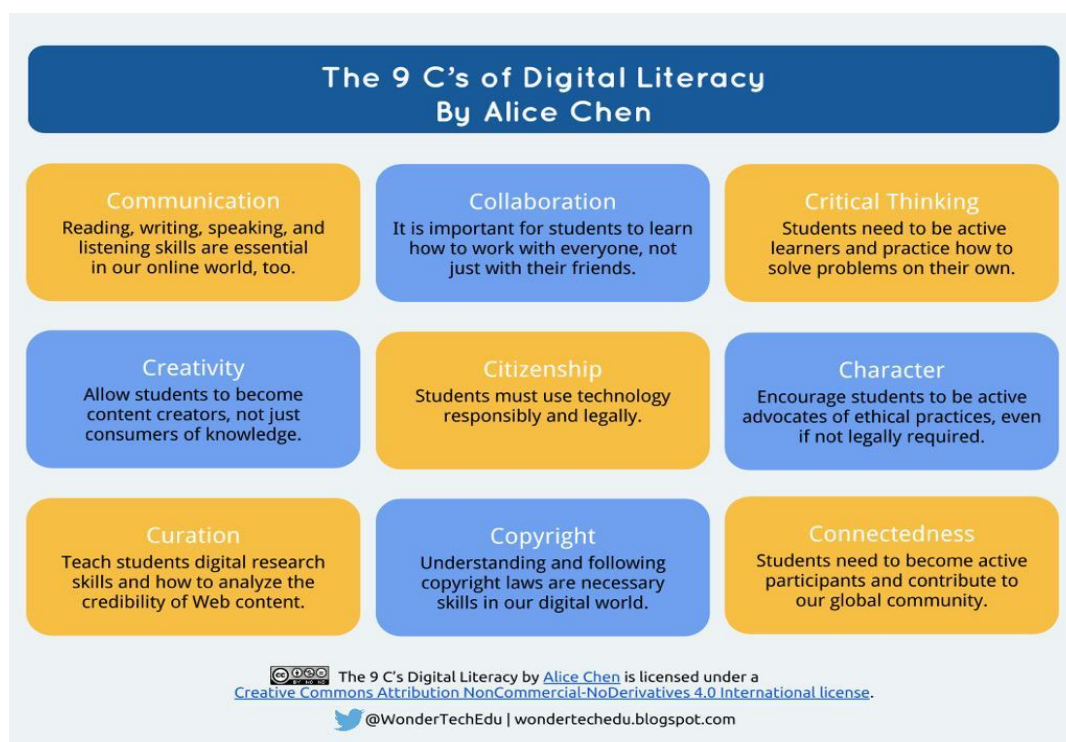 The 9 C's of Digital Literacy
By Alice Chen
Communication
Reading, writing, speaking, and
listening skills are essential
in our online world, too.
Collaboration
It is important for students to learn
how to work with everyone, not
just with their friends.
Critical Thinking
Students need to be active
learners and practice how to
solve problems on their own.
Creativity
Allow students to become
content creators, not just
consumers of knowledge.
Citizenship
Students must use technology
responsibly and legally.
Character
Encourage students to be active
advocates of ethical practices, even
if not legally required.
Curation
Teach students digital research
skills and how to analyze the
credibility of Web content.
Copyright
Understanding and following
copyright laws are necessary
skills in our digital world.
Connectedness
Students need to become active
participants and contribute to
our global community.
The 9 C's Digital Literacy by Alice Chen is licensed under a
Creative Commons Attribution NonCommercial-NoDerivatives 4.0 International license.
@WonderTechEdu | wondertechedu.blogspot.com